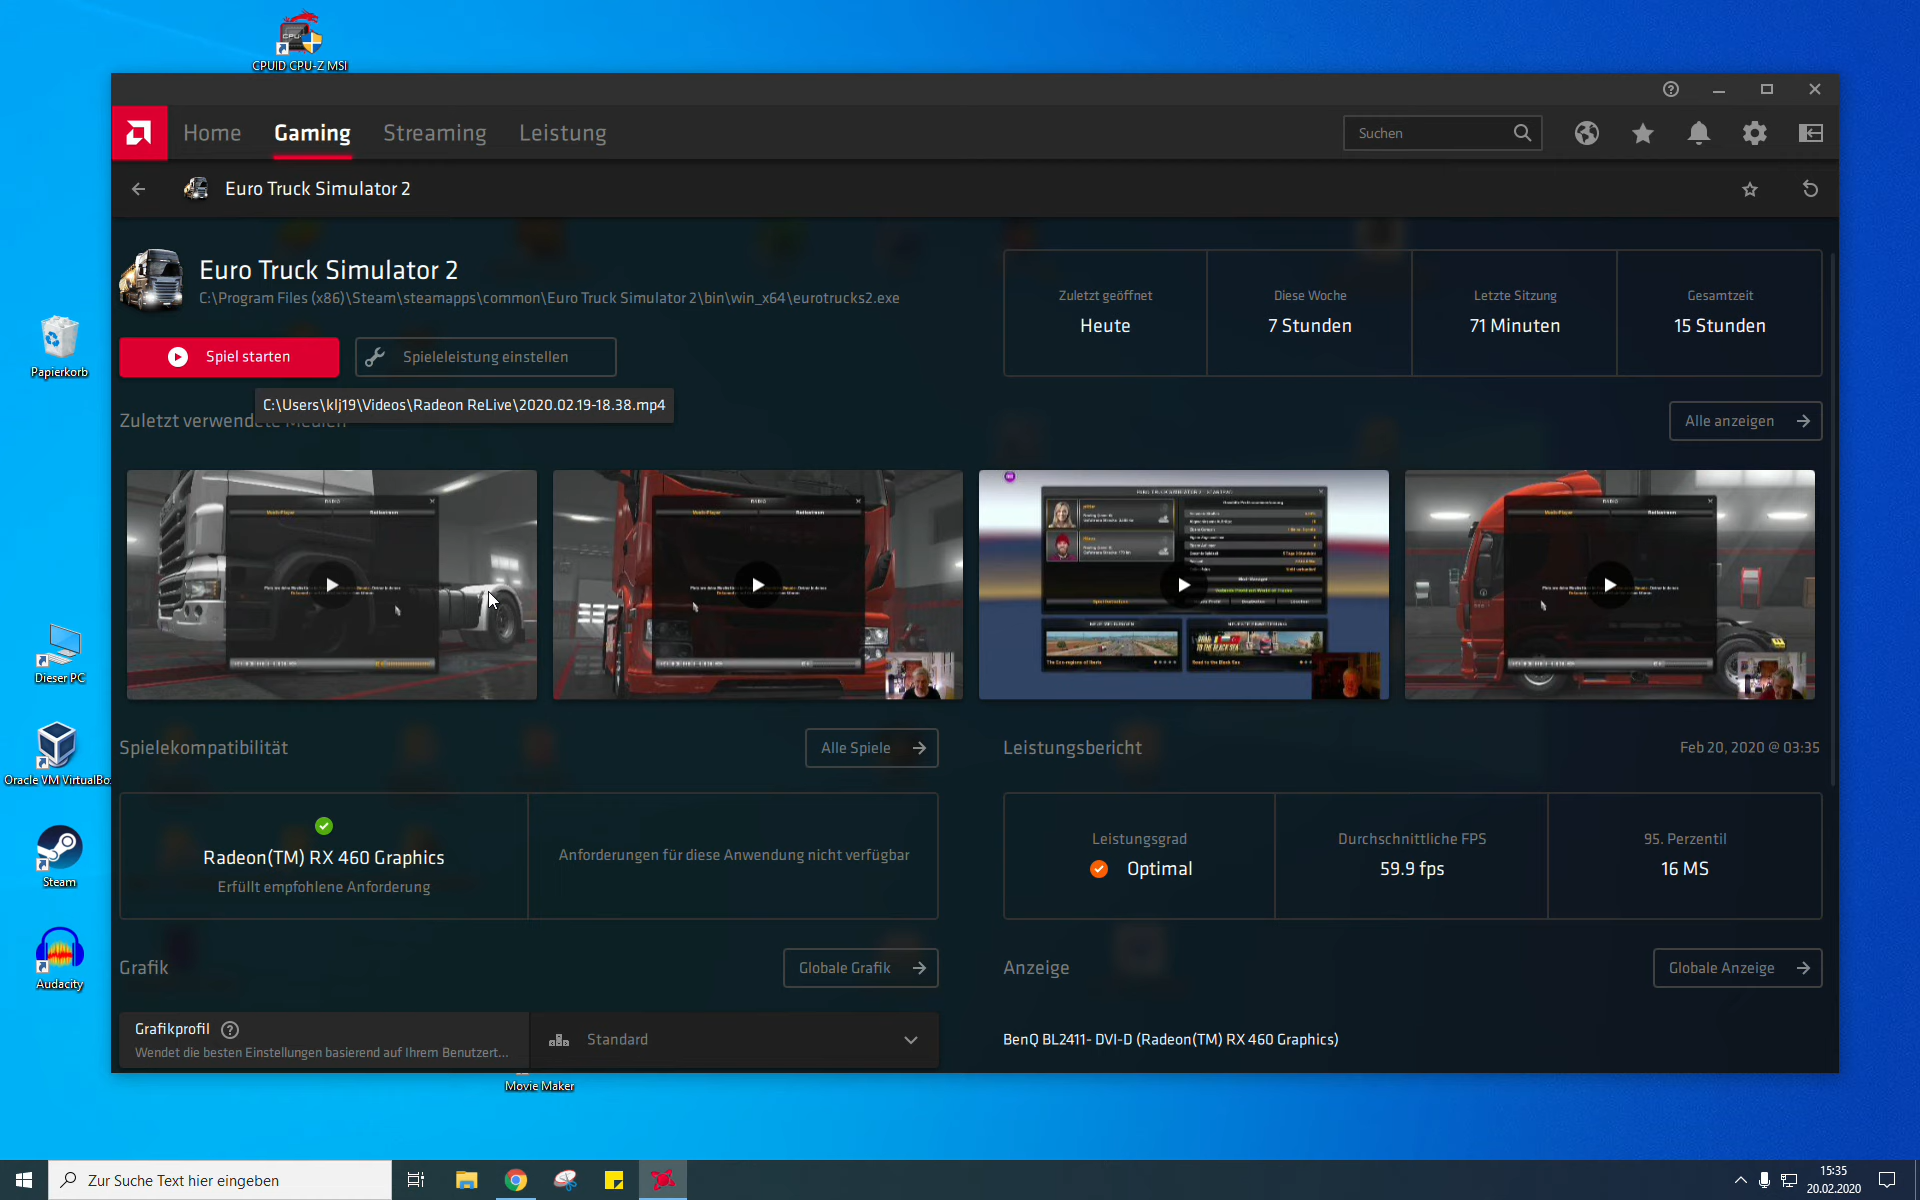 CPUID CPU-Z MSI
Home
Gaming
Streaming
Leistung
Suchen
Euro Truck Simulator 2
Euro Truck Simulator 2
C:\Program Files (x86)\Steam\steamapps\common\Euro Truck Simulator 2\bin\win_x64\eurotrucks2.exe
Zuletzt geöffnet
Heute
Diese Woche
7 Stunden
Letzte Sitzung
71 Minuten
Gesamtzeit
15 Stunden
Spiel starten
Spieleleistung einstellen
C:\Users\klj19\Videos\Radeon ReLive\2020.02.19-18.38.mp4
Zuletzt verwendete Medien
Alle anzeigen
Spielekompatibilität
Alle Spiele
Leistungsbericht
Feb 20, 2020 @ 03:35
Radeon(TM) RX 460 Graphics
Erfüllt empfohlene Anforderung
Anforderungen für diese Anwendung nicht verfügbar
Leistungsgrad
Optimal
Durchschnittliche FPS
59.9 fps
95. Perzentil
16 MS
Grafik
Globale Grafik
Anzeige
Globale Anzeige
Grafikprofil
Wendet die besten Einstellungen basierend auf Ihrem Benutzert...
Standard
BenQ BL2411- DVI-D (Radeon(TM) RX 460 Graphics)
Papierkorb
Dieser PC
Oracle VM VirtualBo
Steam
Audacity
Movie Maker
Zur Suche Text hier eingeben
15:35
20.02.2020